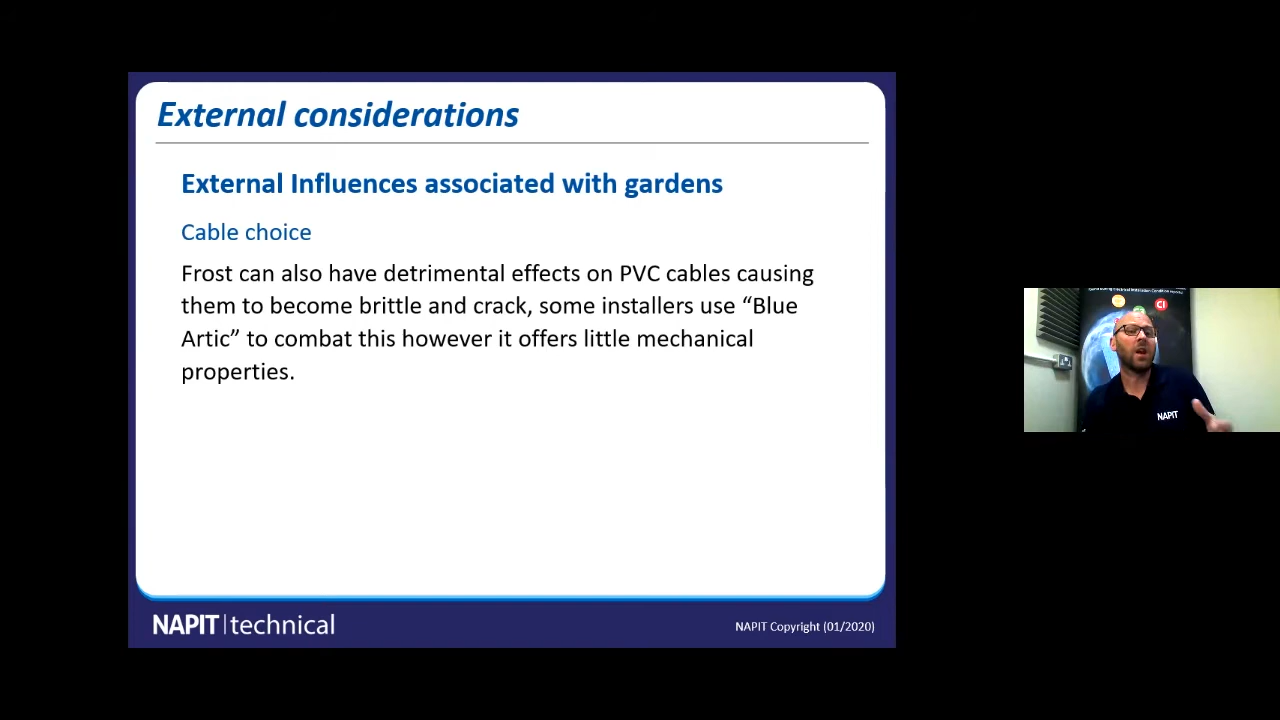 External considerations
External Influences associated with gardens
Cable choice
Frost can also have detrimental effects on PVC cables causing
them to become brittle and crack, some installers use “Blue
Artic” to combat this however it offers little mechanical
properties.
NAPIT technical
NAPIT Copyright (01/2020)
NAPIT